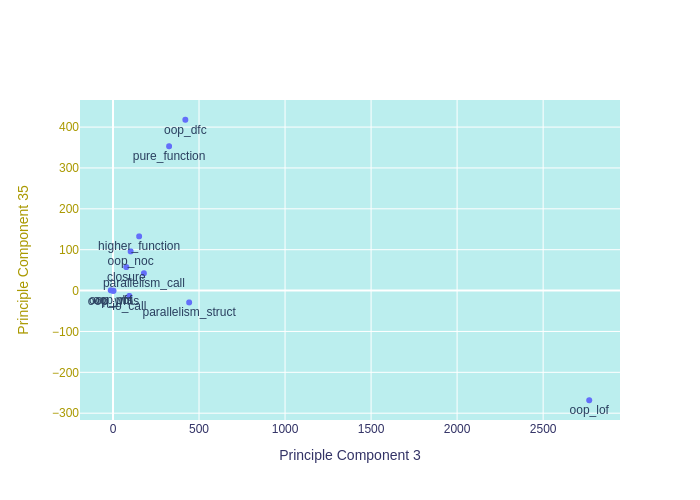 400
300
200
100
0
−100
−200
−300
Principle Component 35
oop_dfc
pure_function
higher_function
oop_noc
closure
parallelism_call
parallelism_struct
oop_lof
0
500
1000
1500
2000
2500
Principle Component 3